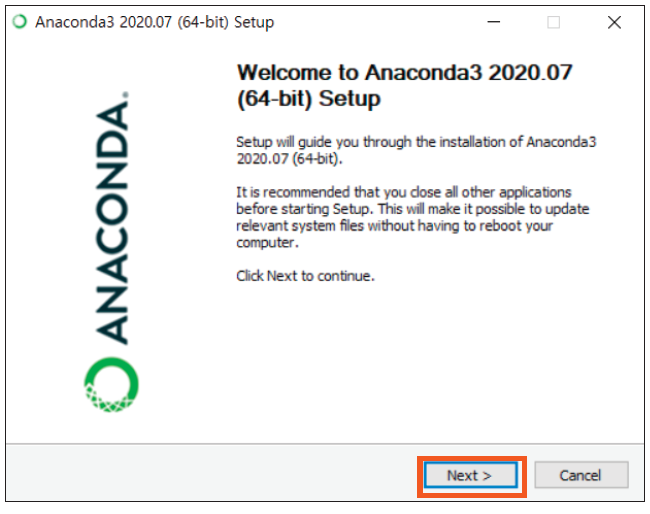 Anaconda3 2020.07 (64-bit) Setup
Welcome to Anaconda3 2020.07
(64-bit) Setup
ANACONDA.
Setup will guide you through the installation of Anaconda3
2020.07 (64-bit).
It is recommended that you close all other applications
before starting Setup. This will make it possible to update
relevant system files without having to reboot your
computer.
Click Next to continue.
Next >
Cancel